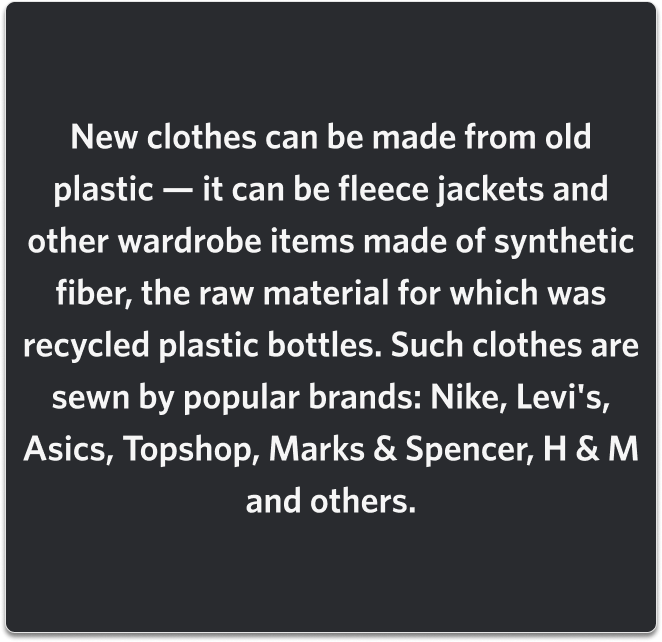 New clothes can be made from old
plastic — it can be fleece jackets and
other wardrobe items made of synthetic
fiber, the raw material for which was
recycled plastic bottles. Such clothes are
sewn by popular brands: Nike, Levi's,
Asics, Topshop, Marks & Spencer, H & M
and others.